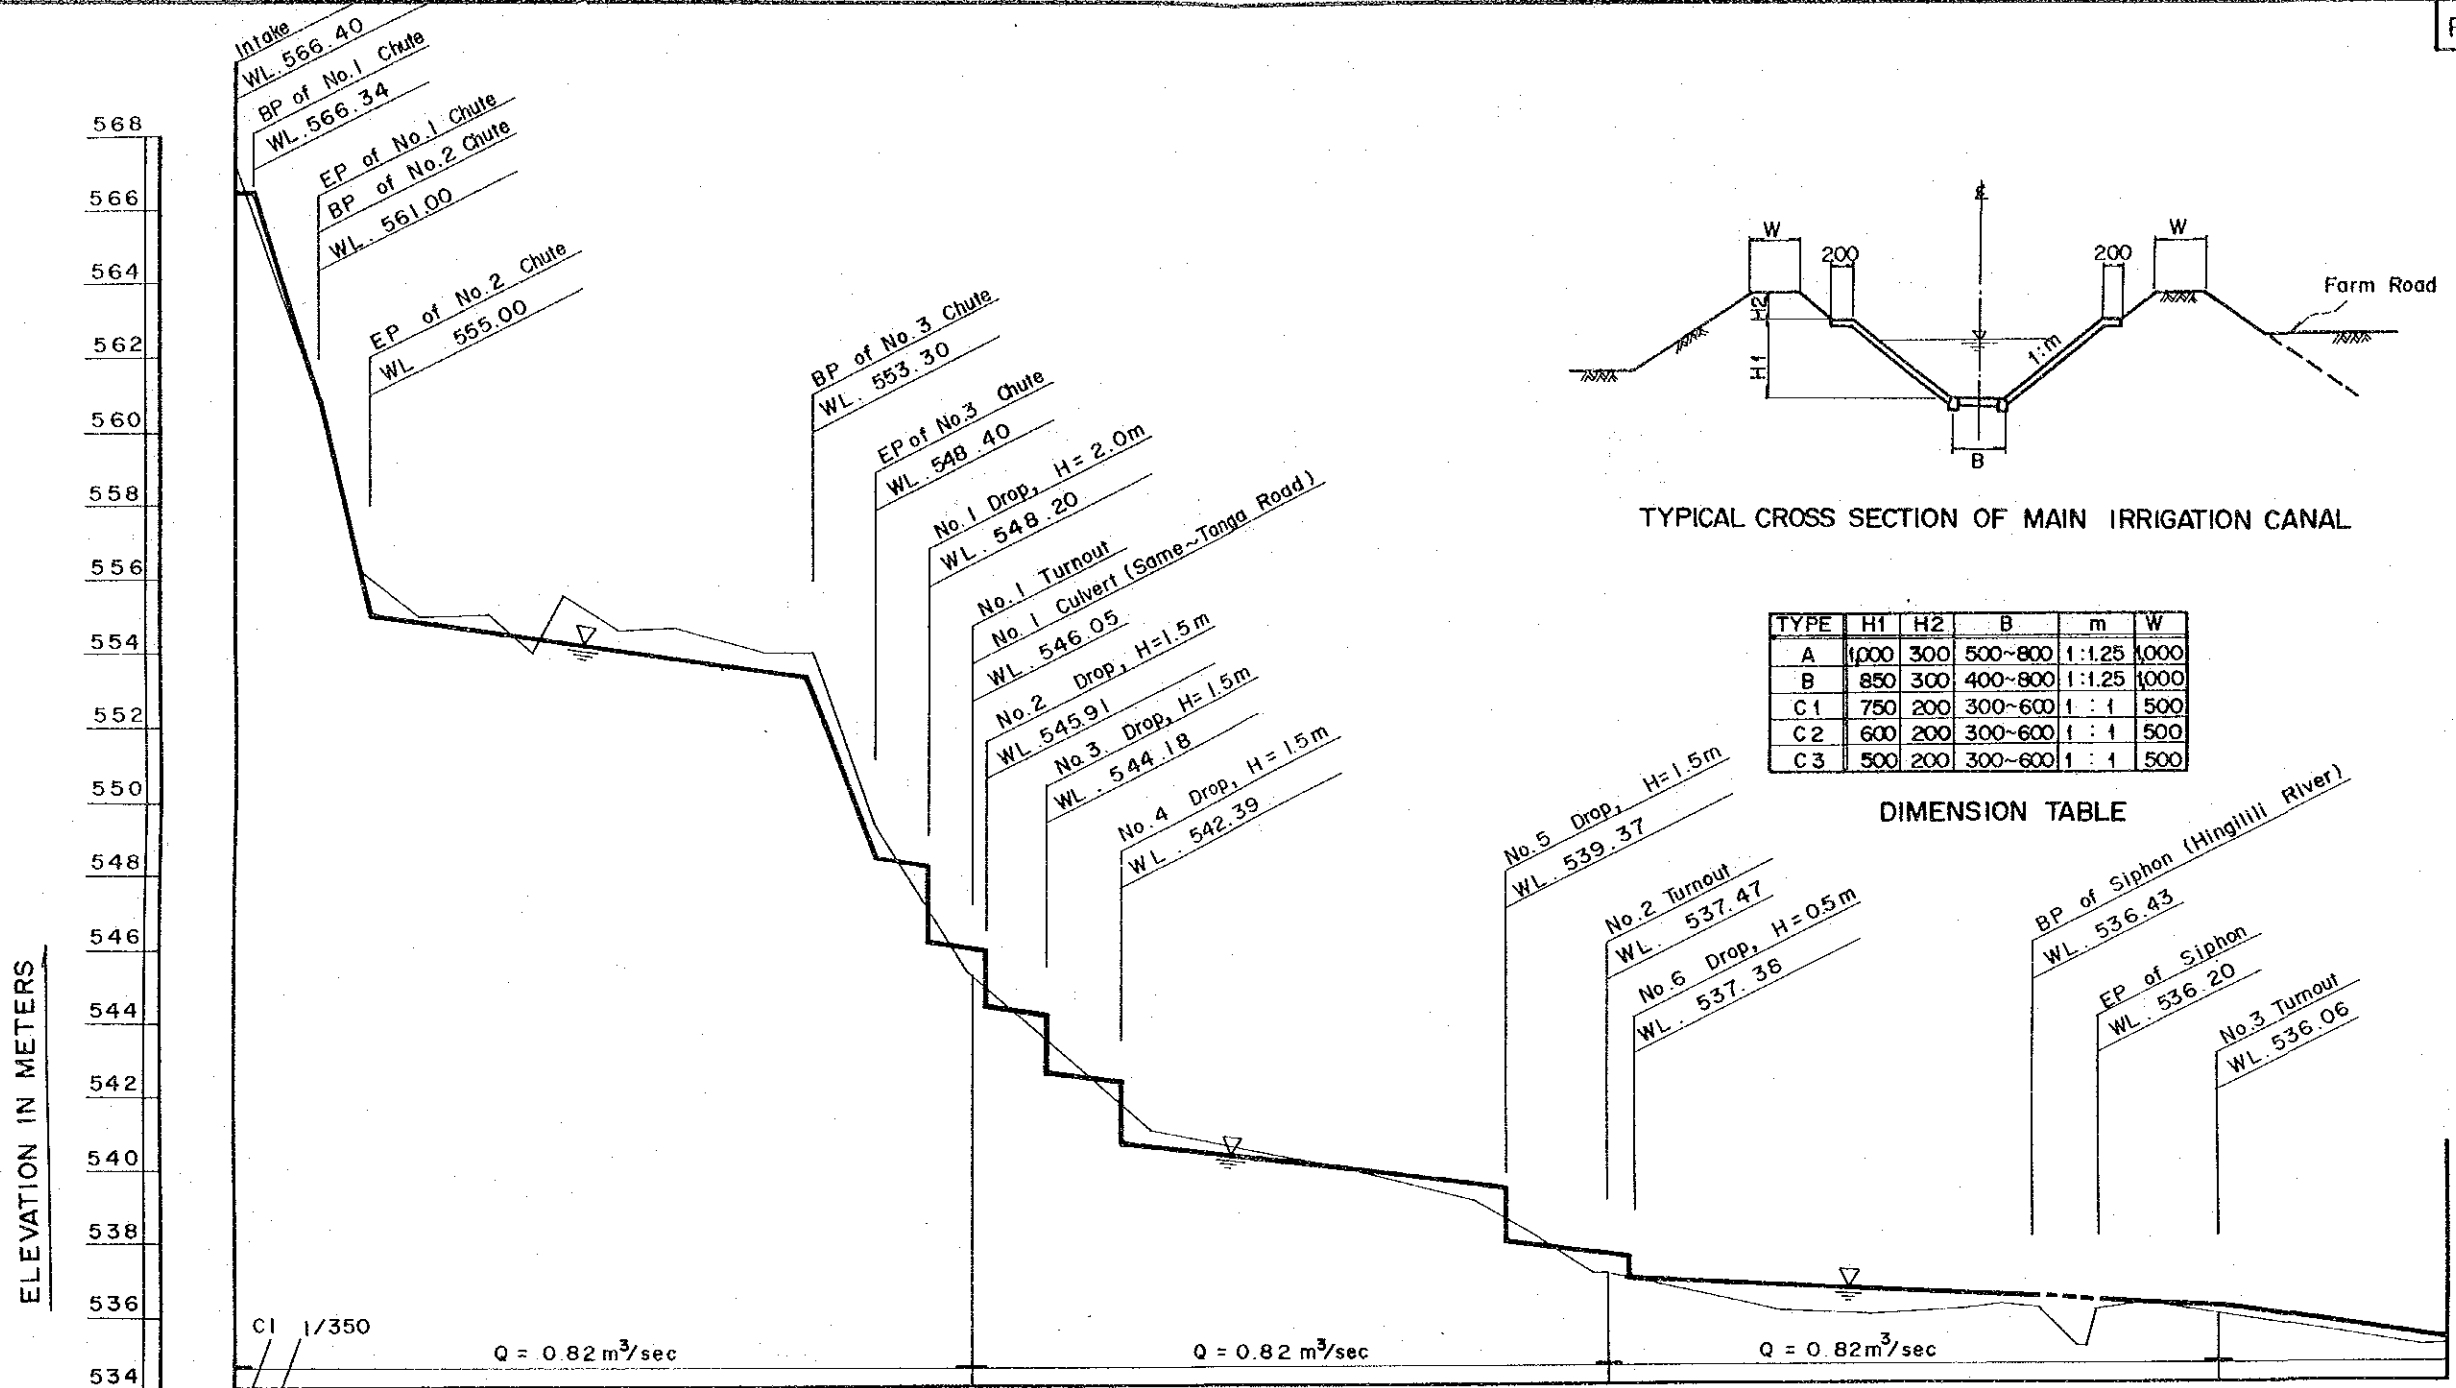 Intake
WL. 566.40
BP of No.1 Chute
WL. 566.34
EP of No.1 Chute
BP of No.2 Chute
WL. 561.00
EP of No.2 Chute
WL 555.00
BP of No.3 Chute
WL. 553.30
EP of No.3 Chute
WL. 548.40
No.1 Drop, H = 2.0m
WL. 548.20
No.1 Turnout
No.1 Culvert (Same~Tanga Road)
WL. 546.05
No.2 Drop, H=1.5m
WL. 545.91
No.3. Drop, H=1.5m
WL. 544.18
No.4 Drop, H = 1.5m
WL. 542.39
No.5 Drop, H=1.5m
WL. 539.37
No.2 Turnout
WL. 537.47
No.6 Drop, H=0.5m
WL. 537.36
BP of Siphon (Hingilili River)
WL. 536.43
EP of Siphon
WL. 536.20
No.3 Turnout
WL. 536.06
568
566
564
562
560
558
556
554
552
550
548
546
544
542
540
538
536
534
ELEVATION IN METERS
C1 1/350
Q = 0.82 m³/sec
Q = 0.82 m³/sec
Q = 0.82m³/sec
W
200
200
W
H2
H1
1:m
B
Farm Road
TYPICAL CROSS SECTION OF MAIN IRRIGATION CANAL
TYPE H1 H2 B m W
A 1,000 300 500~800 1:1.25 1,000
B 850 300 400~800 1:1.25 1,000
C1 750 200 300~600 1 : 1 500
C2 600 200 300~600 1 : 1 500
C3 500 200 300~600 1 : 1 500
DIMENSION TABLE